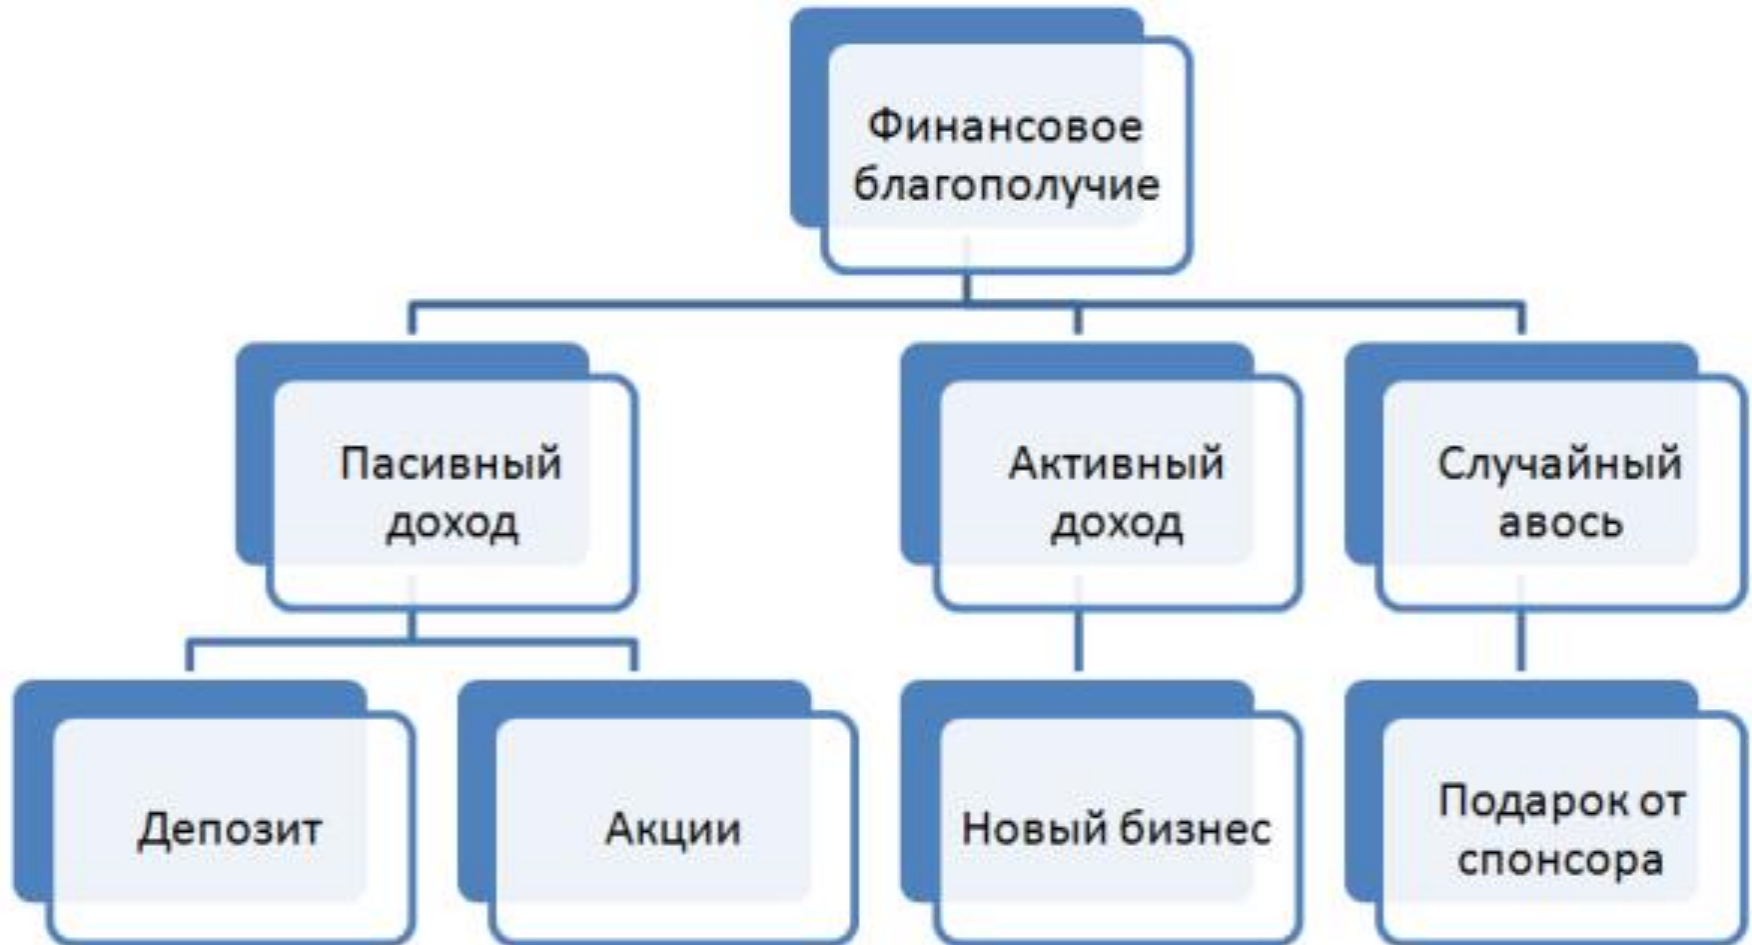 Финансовое
благополучие
Пасивный
доход
Активный
доход
Случайный
авось
Депозит
Акции
Новый бизнес
Подарок от
спонсора